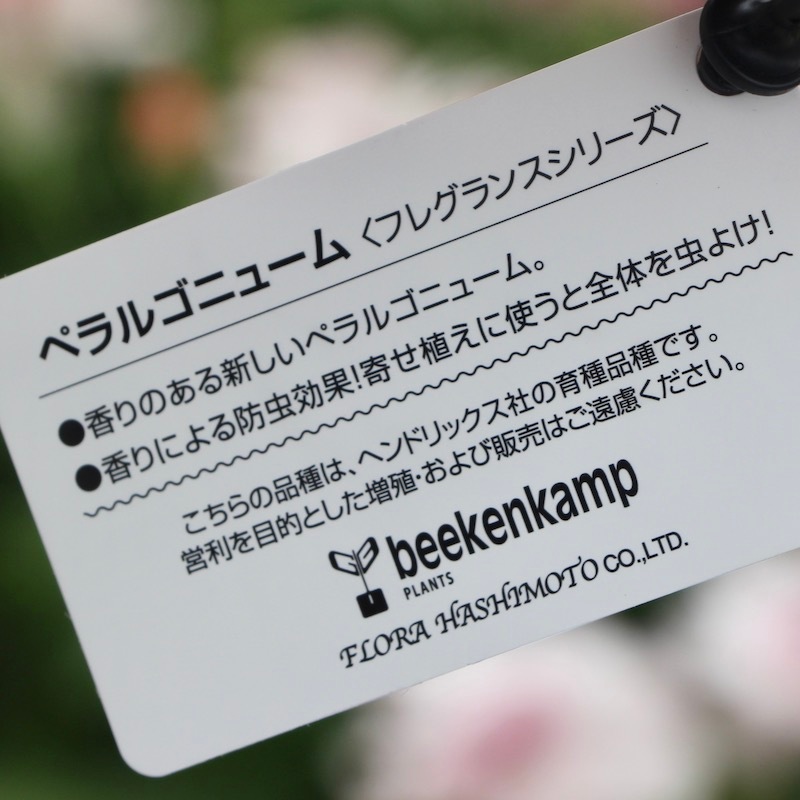 ペラルゴニューム〈フレグランスシリーズ〉
●香りのある新しいペラルゴニューム。
●香りによる防虫効果!寄せ植えに使うと全体を虫よけ!
こちらの品種は、ヘンドリックス社の育種品種です。
営利を目的とした増殖・および販売はご遠慮ください。
beekenkamp
PLANTS
FLORA HASHIMOTO CO.,LTD.